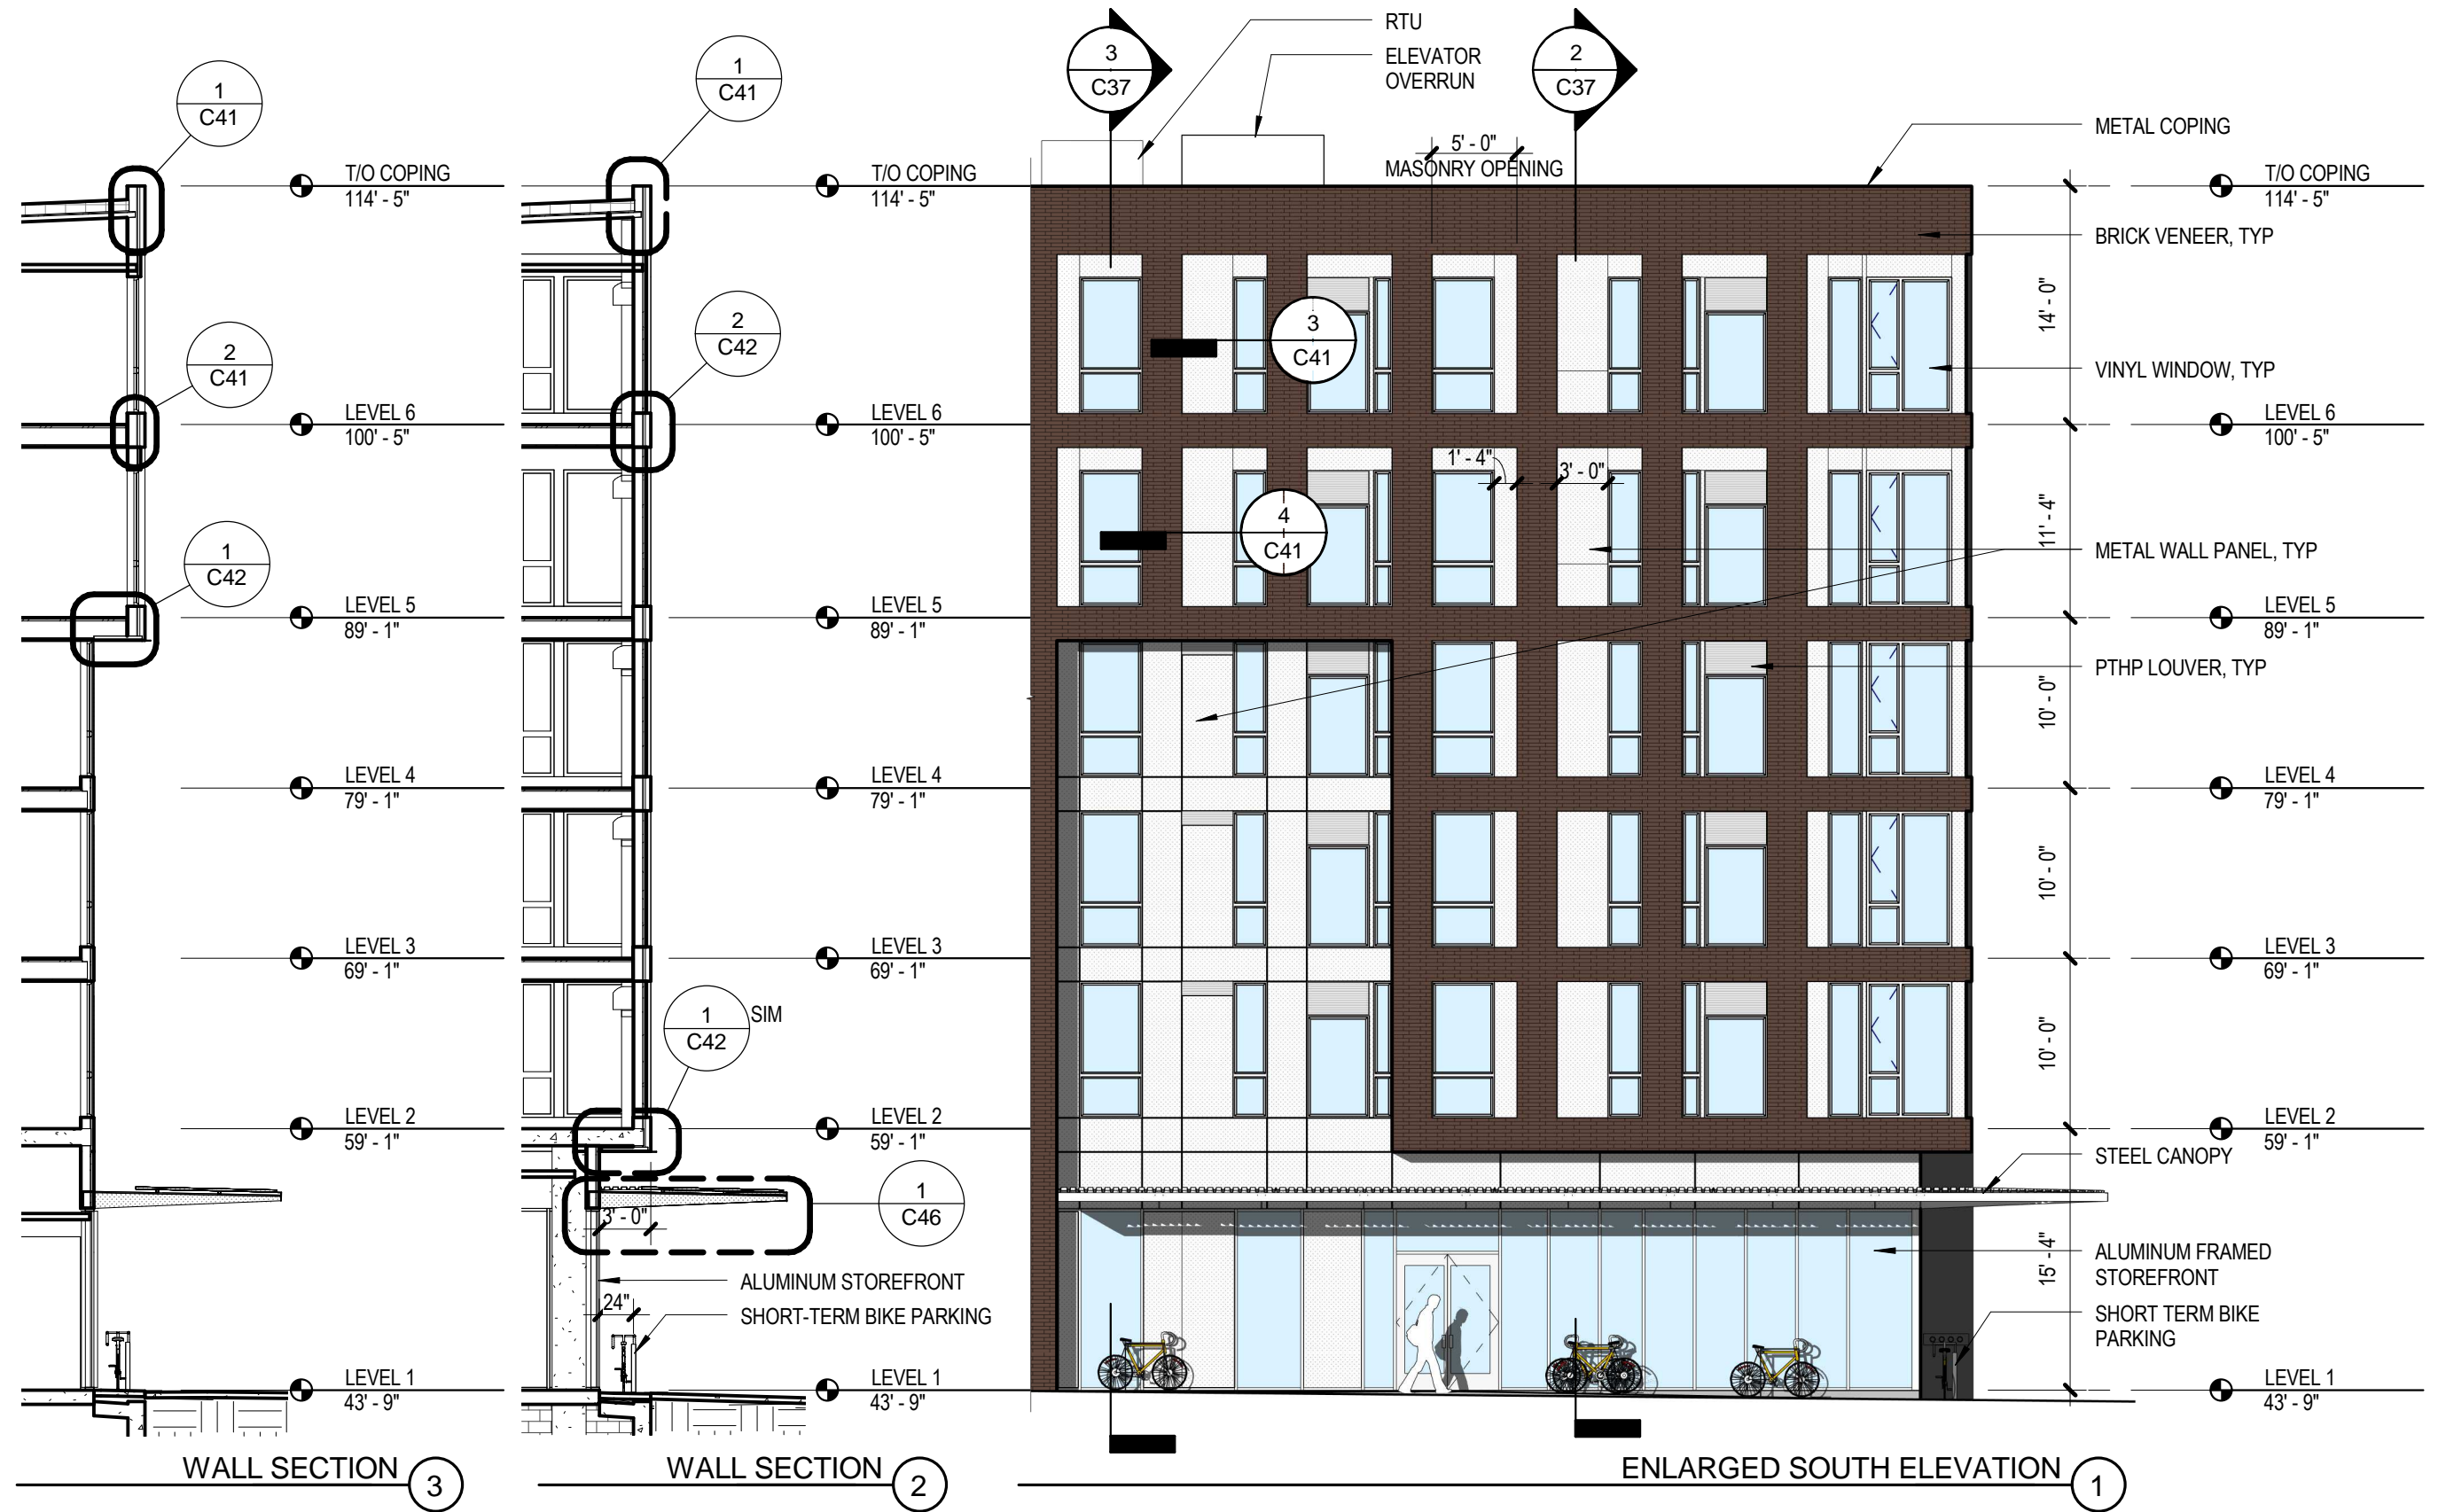 1
C41
T/O COPING
114' - 5"
2
C41
LEVEL 6
100' - 5"
1
C42
LEVEL 5
89' - 1"
LEVEL 4
79' - 1"
LEVEL 3
69' - 1"
LEVEL 2
59' - 1"
LEVEL 1
43' - 9"
WALL SECTION
3
1
C41
T/O COPING
114' - 5"
2
C42
LEVEL 6
100' - 5"
LEVEL 5
89' - 1"
LEVEL 4
79' - 1"
LEVEL 3
69' - 1"
1
C42
SIM
LEVEL 2
59' - 1"
1
C46
3' - 0"
ALUMINUM STOREFRONT
24"
SHORT-TERM BIKE PARKING
LEVEL 1
43' - 9"
WALL SECTION
2
3
C37
RTU
ELEVATOR
OVERRUN
2
C37
5' - 0"
MASONRY OPENING
3
C41
1' - 4"
3' - 0"
4
C41
METAL COPING
BRICK VENEER, TYP
VINYL WINDOW, TYP
METAL WALL PANEL, TYP
PTHP LOUVER, TYP
STEEL CANOPY
ALUMINUM FRAMED
STOREFRONT
SHORT TERM BIKE
PARKING
14' - 0"
11' - 4"
10' - 0"
10' - 0"
10' - 0"
15' - 4"
T/O COPING
114' - 5"
LEVEL 6
100' - 5"
LEVEL 5
89' - 1"
LEVEL 4
79' - 1"
LEVEL 3
69' - 1"
LEVEL 2
59' - 1"
LEVEL 1
43' - 9"
ENLARGED SOUTH ELEVATION
1